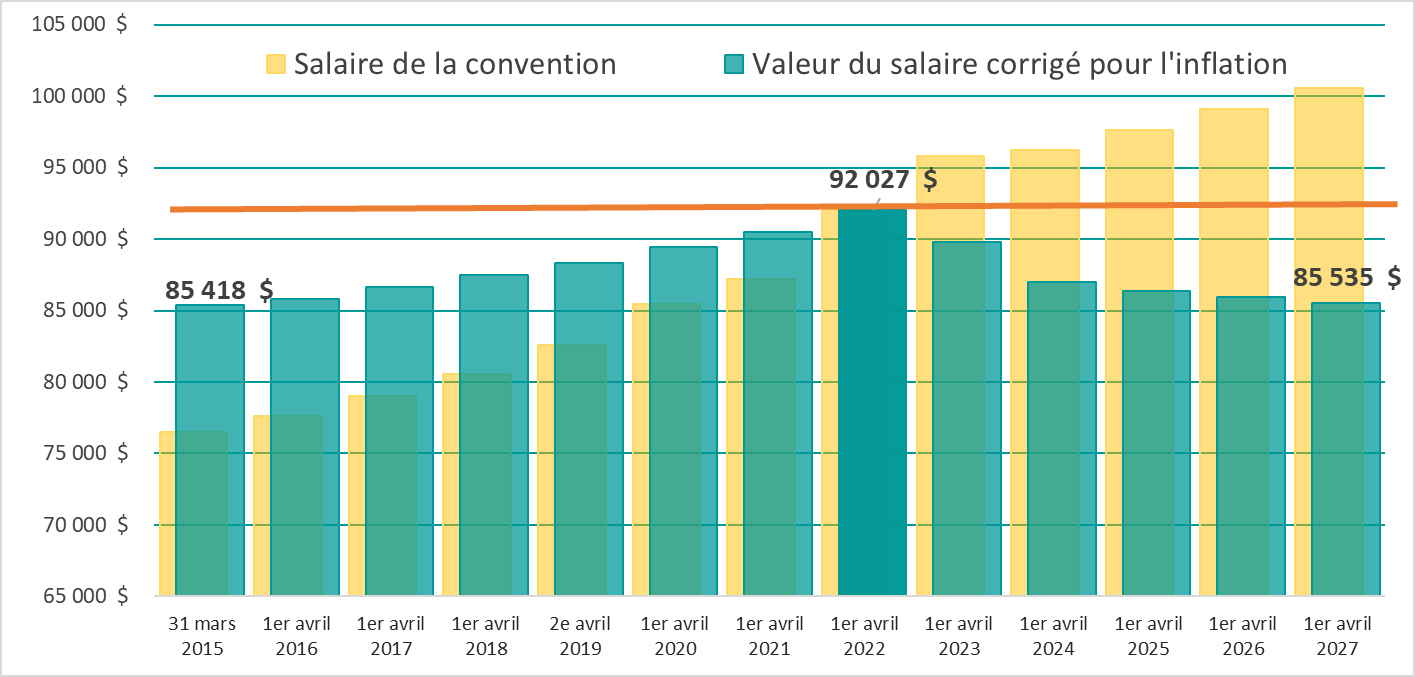 105 000 $
Salaire de la convention
Valeur du salaire corrigé pour l'inflation
100 000 $
95 000 $
92 027 $
90 000 $
85 418 $
85 535 $
85 000 $
80 000 $
75 000 $
70 000 $
65 000 $
31 mars 2015
1er avril 2016
1er avril 2017
1er avril 2018
2e avril 2019
1er avril 2020
1er avril 2021
1er avril 2022
1er avril 2023
1er avril 2024
1er avril 2025
1er avril 2026
1er avril 2027